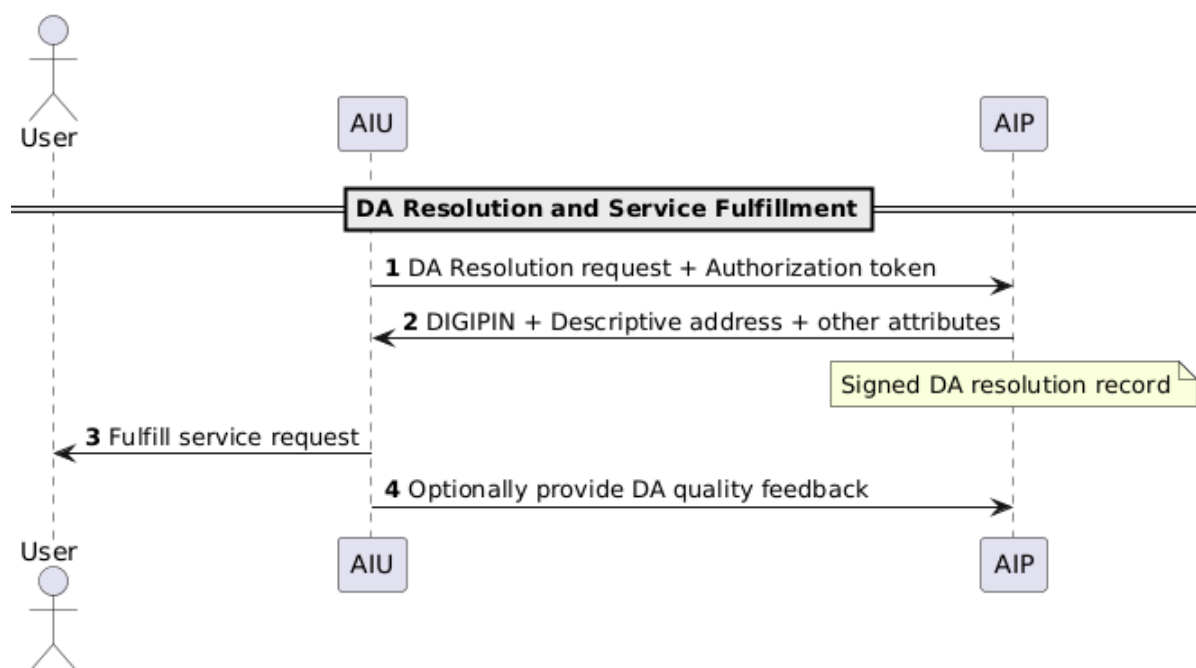 User
AIU
AIP
DA Resolution and Service Fulfillment
1 DA Resolution request + Authorization token
2 DIGIPIN + Descriptive address + other attributes
Signed DA resolution record
3 Fulfill service request
4 Optionally provide DA quality feedback
User
AIU
AIP